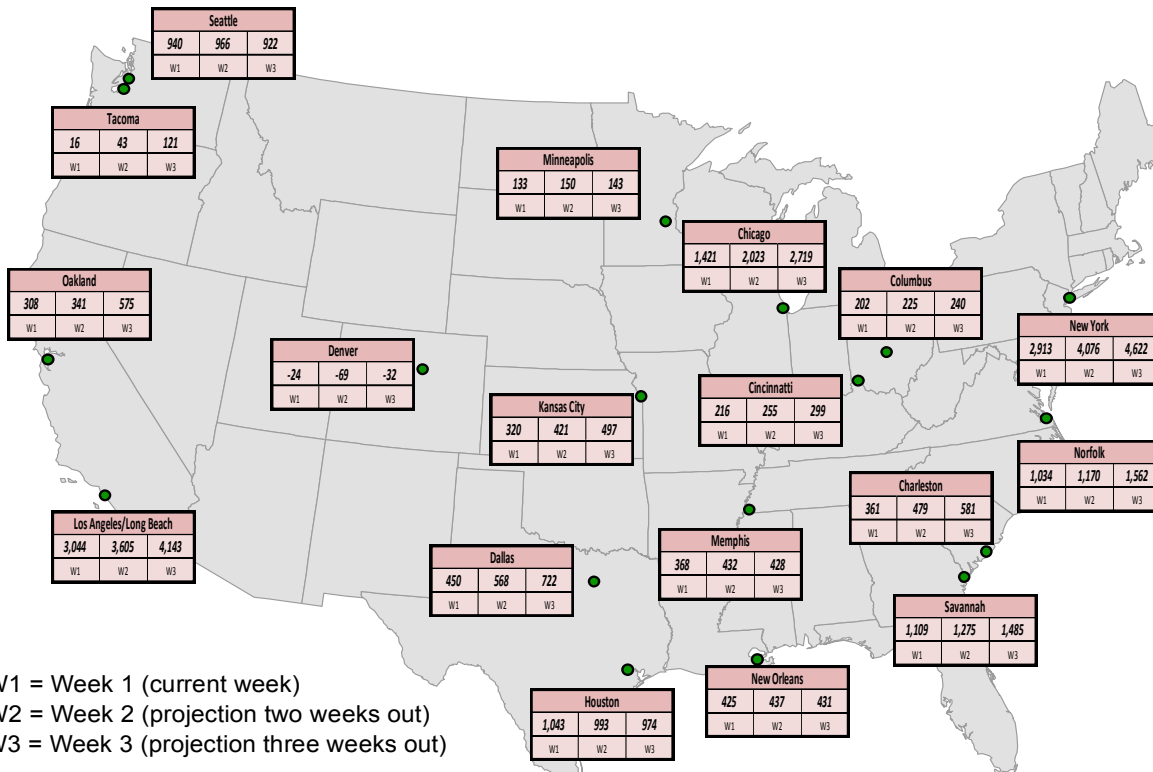 Seattle
940 966 922
W1 W2 W3
Tacoma
16 43 121
W1 W2 W3
Minneapolis
133 150 143
W1 W2 W3
Chicago
1,421 2,023 2,719
W1 W2 W3
Oakland
308 341 575
W1 W2 W3
Columbus
202 225 240
W1 W2 W3
New York
2,913 4,076 4,622
W1 W2 W3
Denver
-24 -69 -32
W1 W2 W3
Cincinnatti
216 255 299
W1 W2 W3
Kansas City
320 421 497
W1 W2 W3
Norfolk
1,034 1,170 1,562
W1 W2 W3
Charleston
361 479 581
W1 W2 W3
Los Angeles/Long Beach
3,044 3,605 4,143
W1 W2 W3
Memphis
368 432 428
W1 W2 W3
Dallas
450 568 722
W1 W2 W3
Savannah
1,109 1,275 1,485
W1 W2 W3
New Orleans
425 437 431
W1 W2 W3
Houston
1,043 993 974
W1 W2 W3
W1 = Week 1 (current week)
W2 = Week 2 (projection two weeks out)
W3 = Week 3 (projection three weeks out)